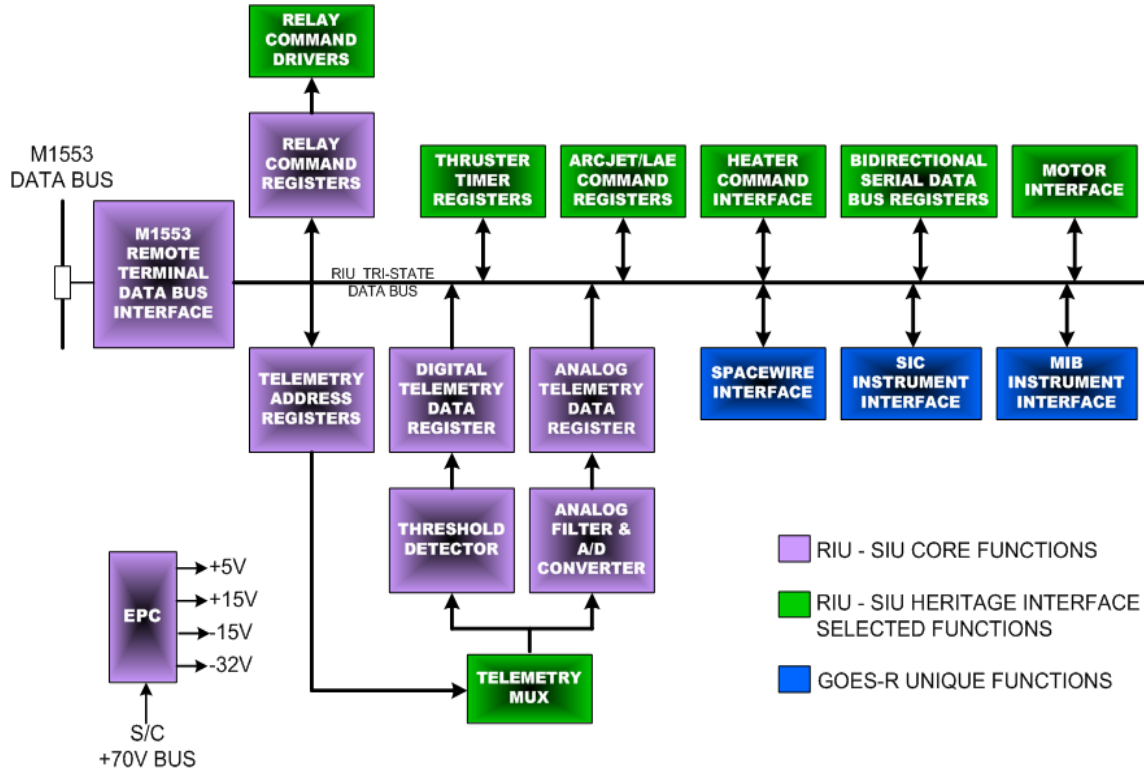 RELAY
COMMAND
DRIVERS
RELAY
COMMAND
REGISTERS
M1553
DATA BUS
M1553
REMOTE
TERMINAL
DATA BUS
INTERFACE
THRUSTER
TIMER
REGISTERS
ARCJET/LAE
COMMAND
REGISTERS
HEATER
COMMAND
INTERFACE
BIDIRECTIONAL
SERIAL DATA
BUS REGISTERS
MOTOR
INTERFACE
RIU TRI-STATE
DATA BUS
TELEMETRY
ADDRESS
REGISTERS
DIGITAL
TELEMETRY
DATA
REGISTER
ANALOG
TELEMETRY
DATA
REGISTER
SPACEWIRE
INTERFACE
SIC
INSTRUMENT
INTERFACE
MIB
INSTRUMENT
INTERFACE
THRESHOLD
DETECTOR
ANALOG
FILTER &
A/D
CONVERTER
EPC
+5V
+15V
-15V
-32V
S/C
+70V BUS
TELEMETRY
MUX
RIU - SIU CORE FUNCTIONS
RIU - SIU HERITAGE INTERFACE
SELECTED FUNCTIONS
GOES-R UNIQUE FUNCTIONS